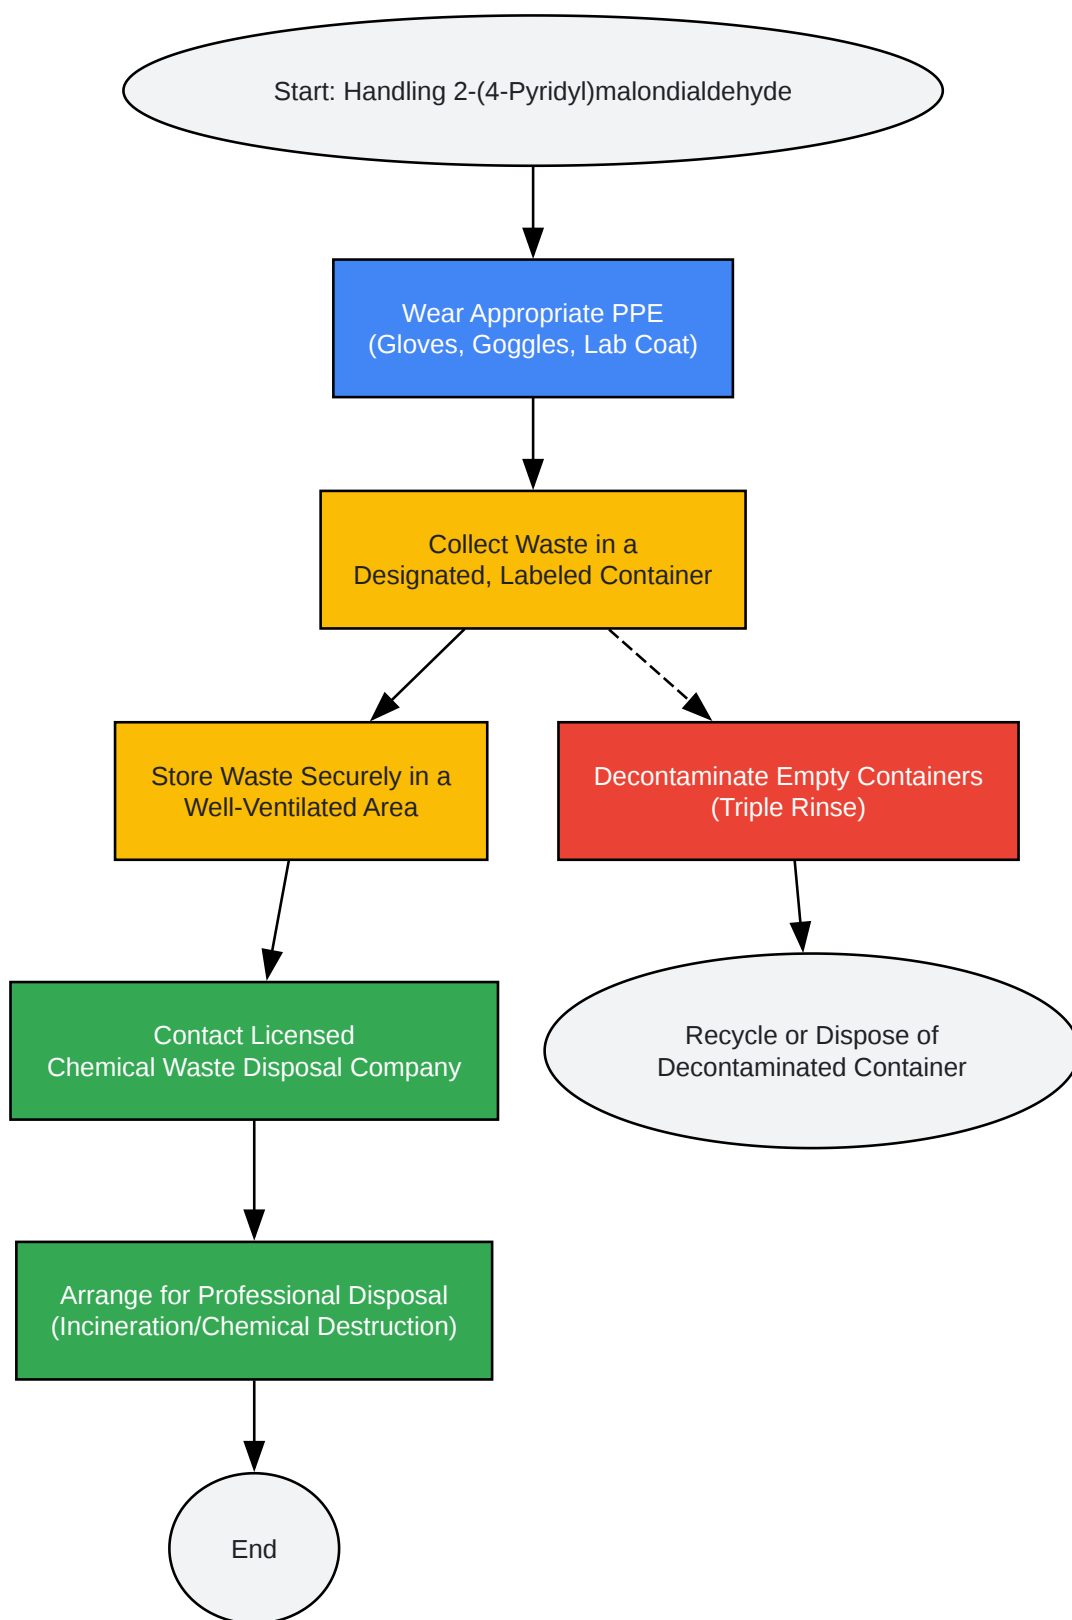 Start: Handling 2-(4-Pyridyl)malondialdehyde
Wear Appropriate PPE
(Gloves, Goggles, Lab Coat)
Collect Waste in a
Designated, Labeled Container
Store Waste Securely in a
Well-Ventilated Area
Decontaminate Empty Containers
(Triple Rinse)
Contact Licensed
Chemical Waste Disposal Company
Recycle or Dispose of
Decontaminated Container
Arrange for Professional Disposal
(Incineration/Chemical Destruction)
End